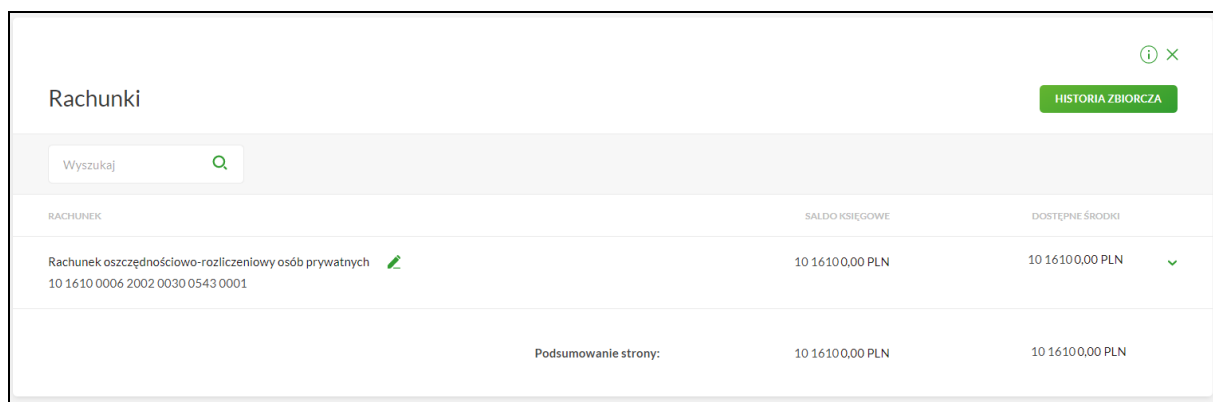 Rachunki
HISTORIA ZBIORCZA
Wyszukaj
RACHUNEK SALDO KSIĘGOWE DOSTĘPNE ŚRODKI
Rachunek oszczędnościowo-rozliczeniowy osób prywatnych 10 1610 0,00 PLN 10 1610 0,00 PLN
10 1610 0006 2002 0030 0543 0001
Podsumowanie strony: 10 1610 0,00 PLN 10 1610 0,00 PLN